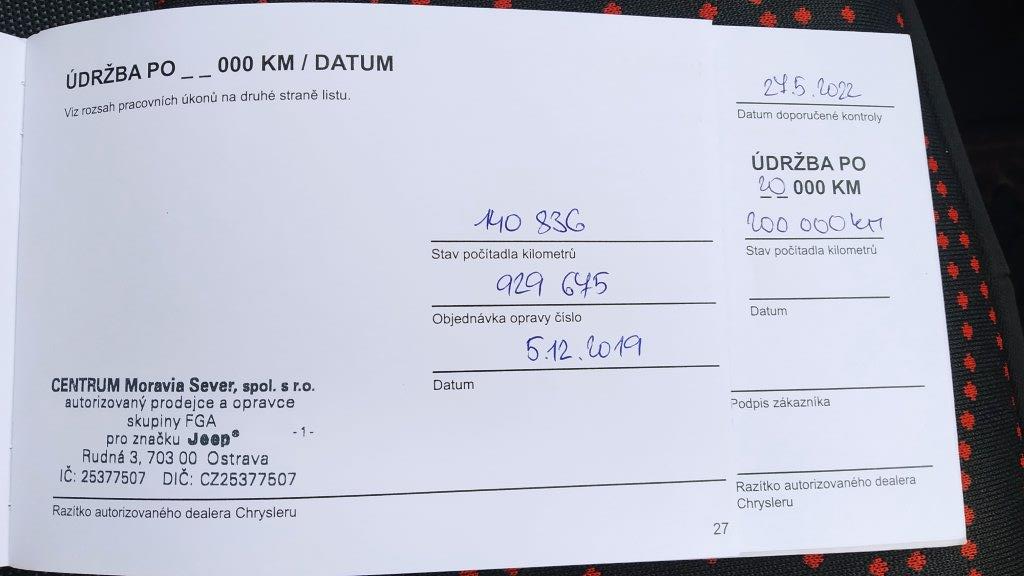 ÚDRŽBA PO _ _ 000 KM / DATUM
Viz rozsah pracovních úkonů na druhé straně listu.
140 836
Stav počítadla kilometrů
929 675
Objednávka opravy číslo
5.12.2019
Datum
CENTRUM Moravia Sever, spol. s r.o.
autorizovaný prodejce a opravce
skupiny FGA
pro značku Jeep® -1-
Rudná 3, 703 00 Ostrava
IČ: 25377507 DIČ: CZ25377507
Razítko autorizovaného dealera Chrysleru
27
27.5.2022
Datum doporučené kontroly
ÚDRŽBA PO
20 000 KM
200 000 km
Stav počítadla kilometrů
Datum
Podpis zákazníka
Razítko autorizovaného dealera
Chrysleru